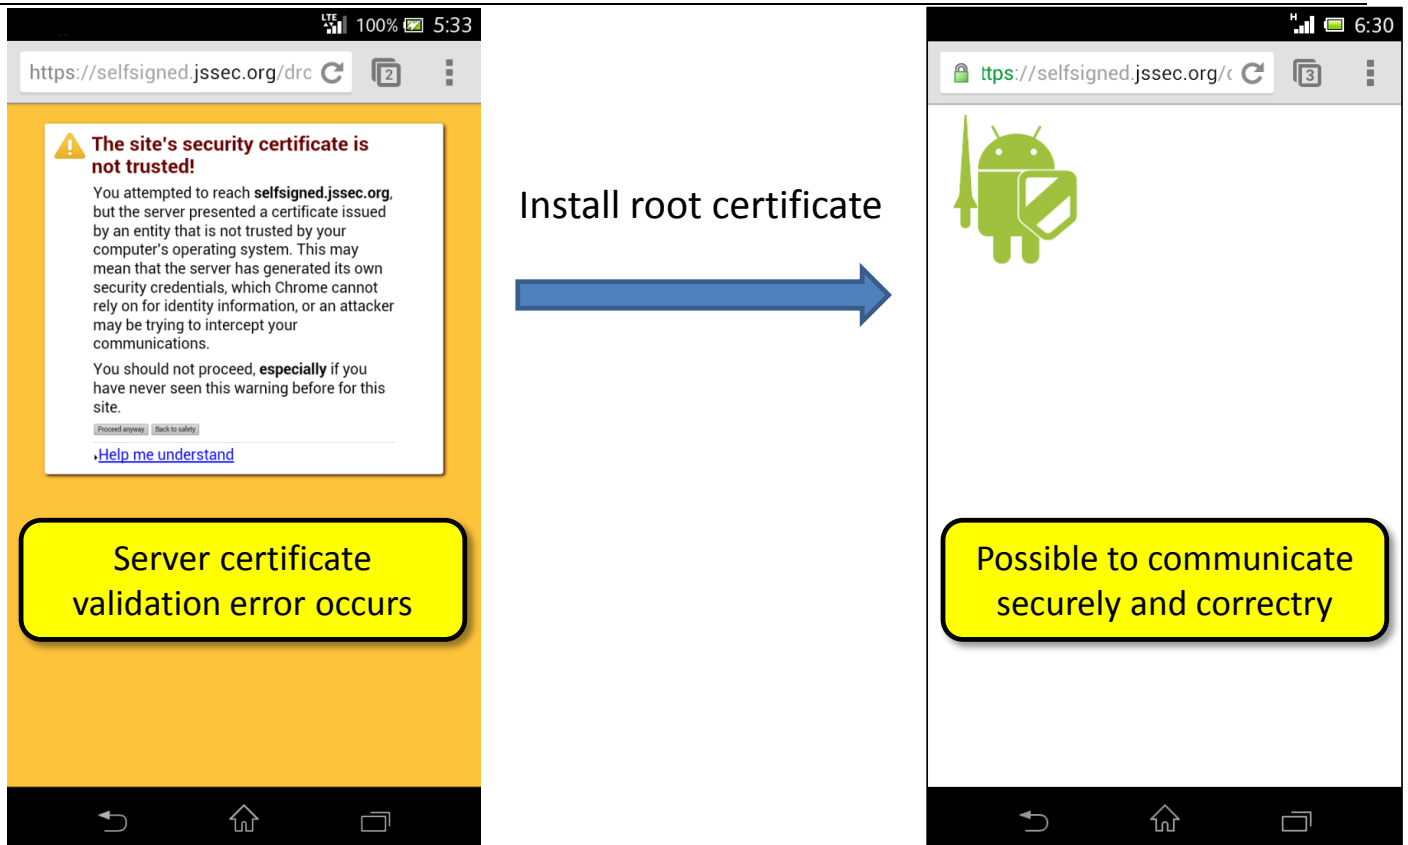 LTE 100% 5:33
https://selfsigned.jssec.org/drc
2
The site's security certificate is
not trusted!
You attempted to reach selfsigned.jssec.org,
but the server presented a certificate issued
by an entity that is not trusted by your
computer's operating system. This may
mean that the server has generated its own
security credentials, which Chrome cannot
rely on for identity information, or an attacker
may be trying to intercept your
communications.
You should not proceed, especially if you
have never seen this warning before for this
site.
Proceed anyway Back to safety
Help me understand
Server certificate
validation error occurs
Install root certificate
H 6:30
ttps://selfsigned.jssec.org/c
3
Possible to communicate
securely and correctry